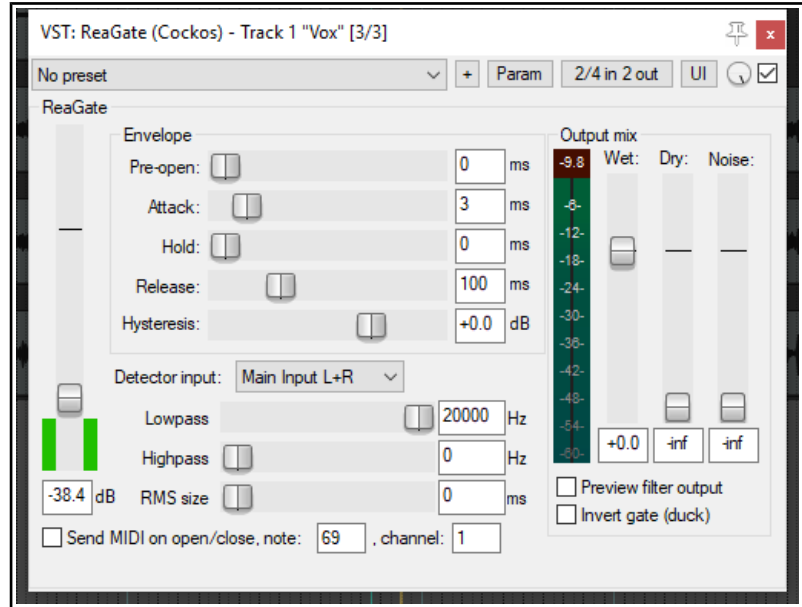 VST: ReaGate (Cockos) - Track 1 "Vox" [3/3]
x
No preset
+
Param
2/4 in 2 out
UI
ReaGate
Envelope
Pre-open: 0 ms
Attack: 3 ms
Hold: 0 ms
Release: 100 ms
Hysteresis: +0.0 dB
Detector input: Main Input L+R
Lowpass 20000 Hz
Highpass 0 Hz
-38.4 dB RMS size 0 ms
Send MIDI on open/close, note: 69 , channel: 1
Output mix
-9.8 Wet: Dry: Noise:
-6-
-12-
-18-
-24-
-30-
-36-
-42-
-48-
-54-
-60-
+0.0 -inf -inf
Preview filter output
Invert gate (duck)